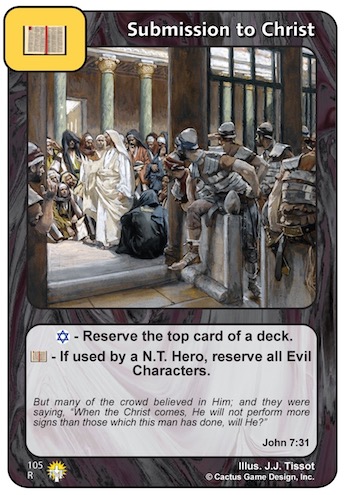 Submission to Christ
- Reserve the top card of a deck.
- If used by a N.T. Hero, reserve all Evil
Characters.
But many of the crowd believed in Him; and they were
saying, “When the Christ comes, He will not perform more
signs than those which this man has done, will He?”
John 7:31
105
R
Illus. J.J. Tissot
© Cactus Game Design, Inc.